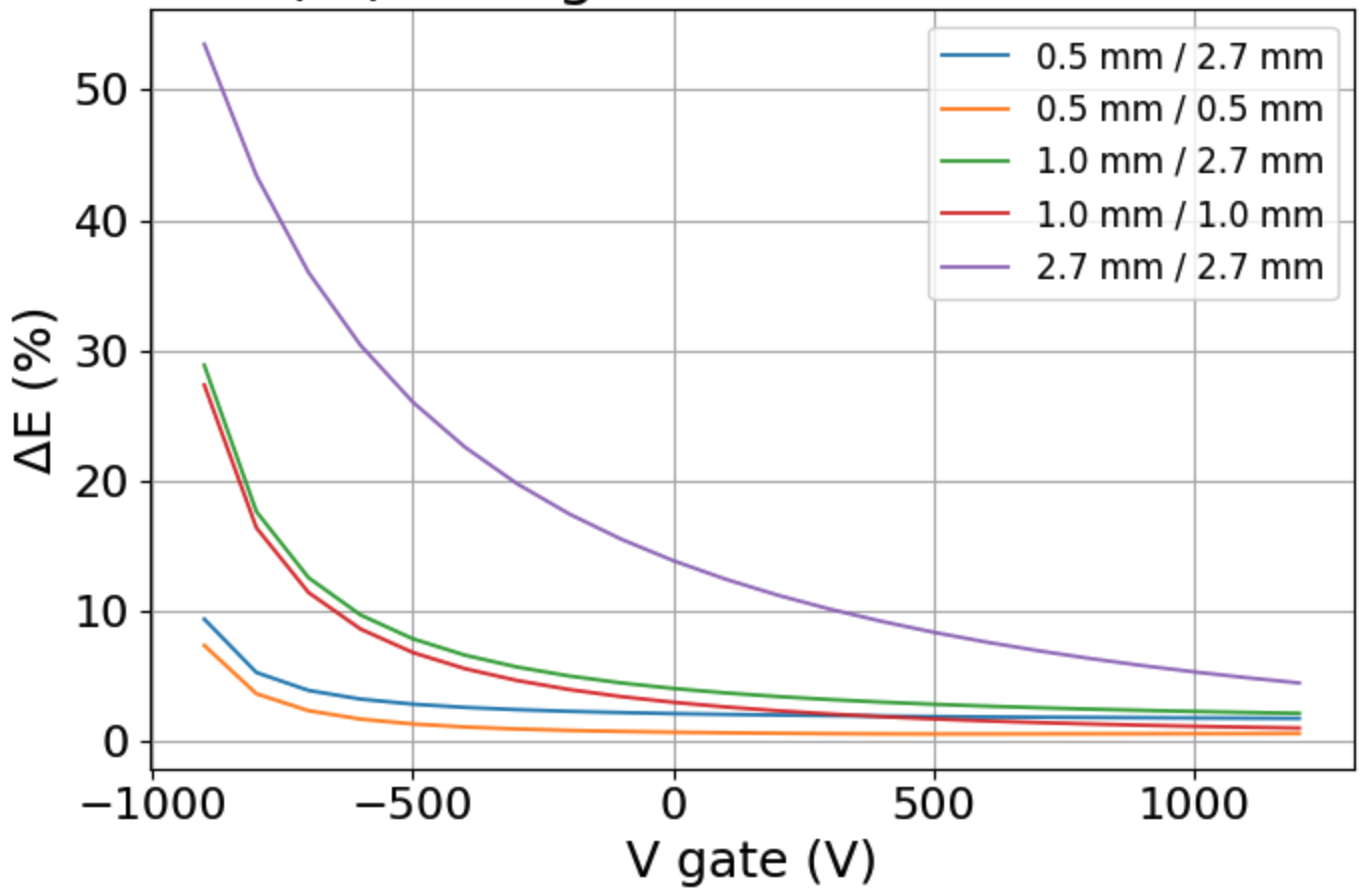 50
40
30
20
10
0
ΔE (%)
−1000
−500
0
500
1000
V gate (V)
0.5 mm / 2.7 mm
0.5 mm / 0.5 mm
1.0 mm / 2.7 mm
1.0 mm / 1.0 mm
2.7 mm / 2.7 mm